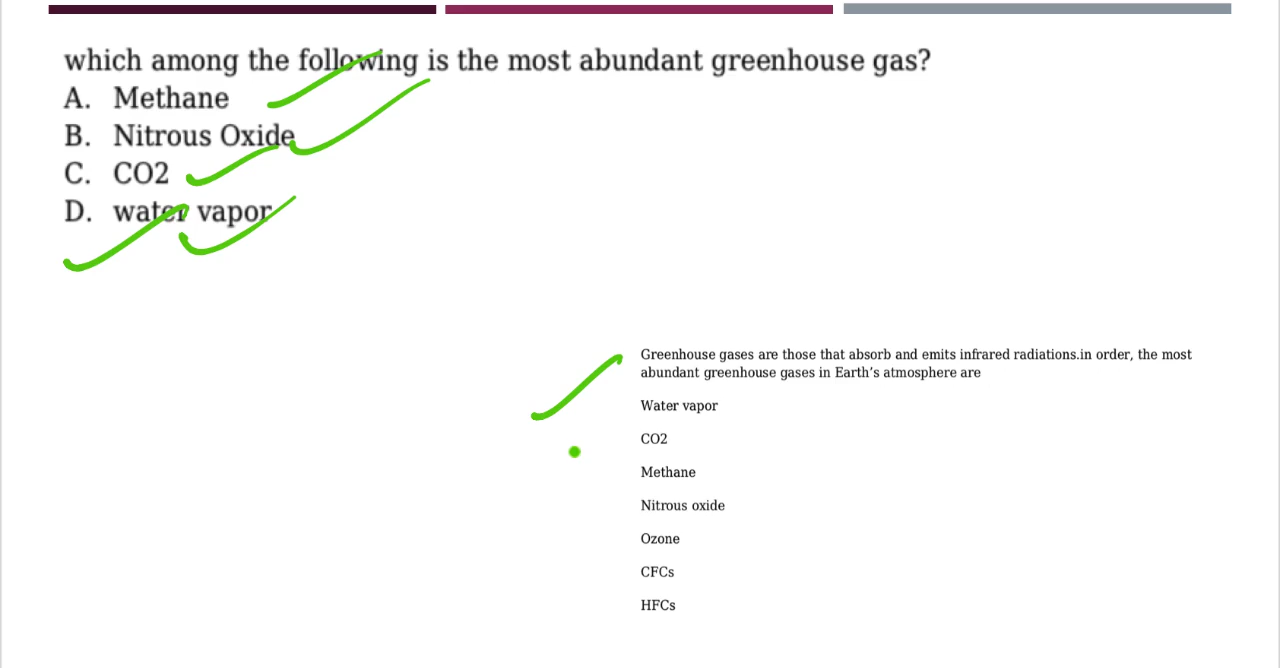 which among the following is the most abundant greenhouse gas?
A. Methane
B. Nitrous Oxide
C. CO2
D. water vapor
Greenhouse gases are those that absorb and emits infrared radiations.in order, the most
abundant greenhouse gases in Earth’s atmosphere are
Water vapor
CO2
Methane
Nitrous oxide
Ozone
CFCs
HFCs